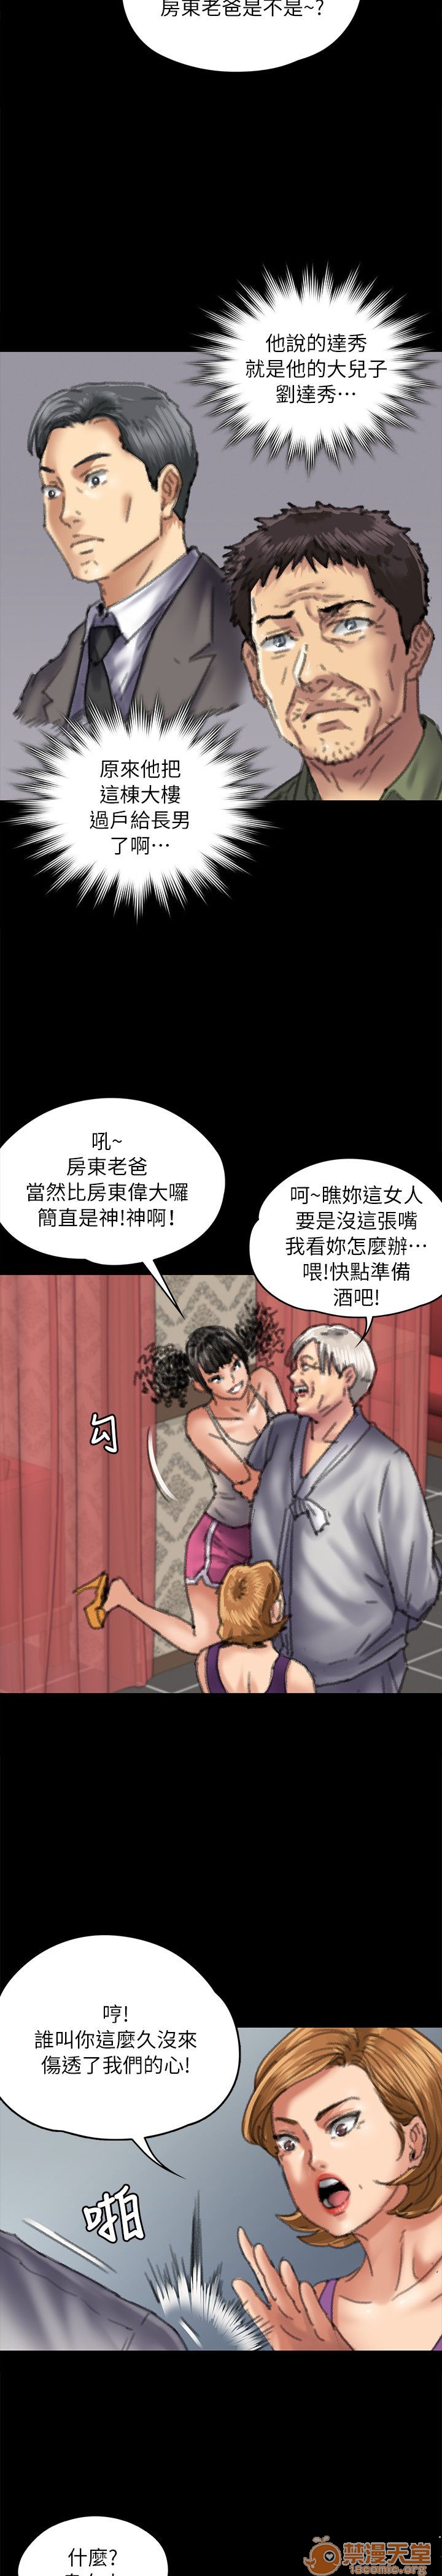 房東老爸是不是~?
他說的達秀
就是他的大兒子
劉達秀…
原來他把
這棟大樓
過戶給長男
了啊…
吼~
房東老爸
當然比房東偉大囉
簡直是神!神啊!
呵~瞧妳這女人
要是沒這張嘴
我看妳怎麼辦…
喂!快點準備
酒吧!
勾
哼!
誰叫你這麼久沒來
傷透了我們的心!
啪
什麼?
禁漫天堂
18comic.org